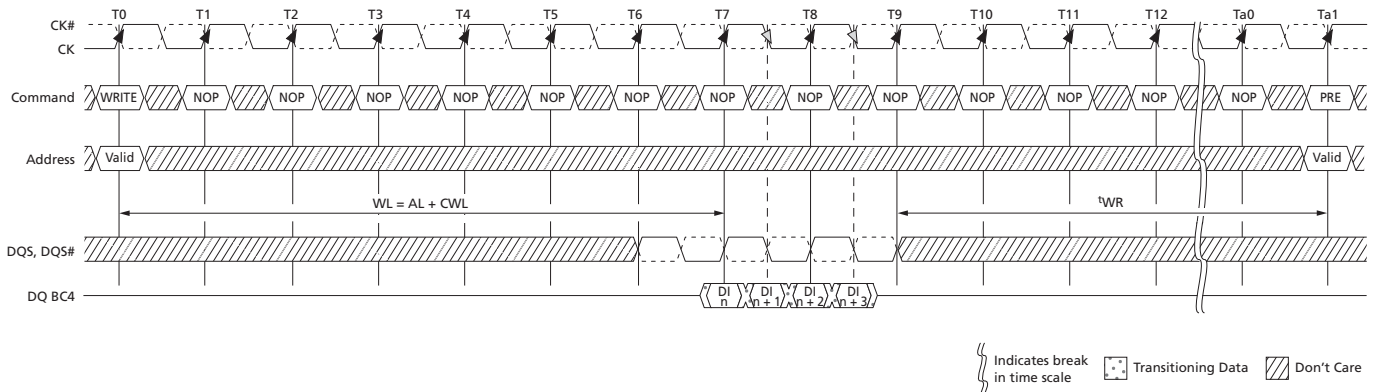 T0 T1 T2 T3 T4 T5 T6 T7 T8 T9 T10 T11 T12 Ta0 Ta1
CK#
CK
Command WRITE NOP NOP NOP NOP NOP NOP NOP NOP NOP NOP NOP NOP NOP PRE
Address Valid Valid
WL = AL + CWL tWR
DQS, DQS#
DQ BC4 DI n DI n + 1 DI n + 2 DI n + 3
Indicates break in time scale
Transitioning Data
Don't Care